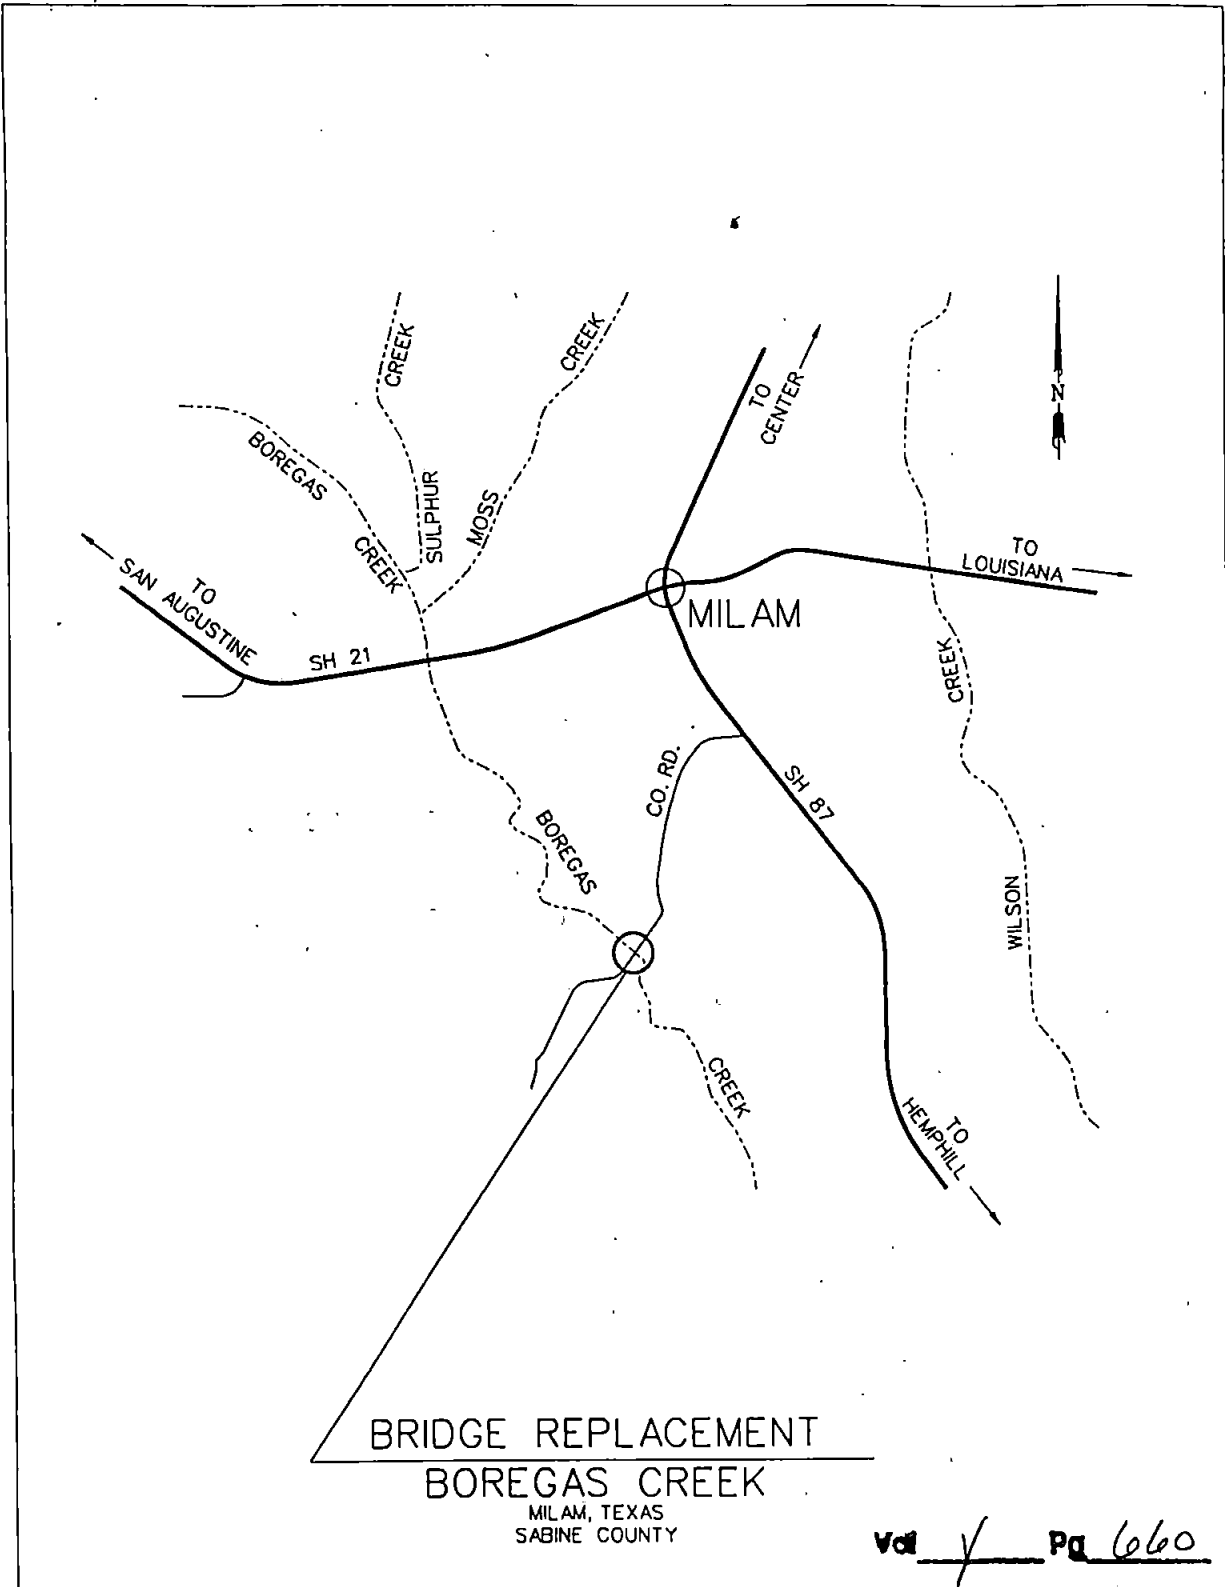 CREEK
CREEK
TO
CENTER
N
BOREGAS
SULPHUR
MOSS
CREEK
TO
SAN AUGUSTINE
TO
LOUISIANA
MILAM
SH 21
CREEK
CO. RD.
SH 87
BOREGAS
WILSON
CREEK
TO
HEMPHILL
BRIDGE REPLACEMENT
BOREGAS CREEK
MILAM, TEXAS
SABINE COUNTY
Vol Y Pg 660